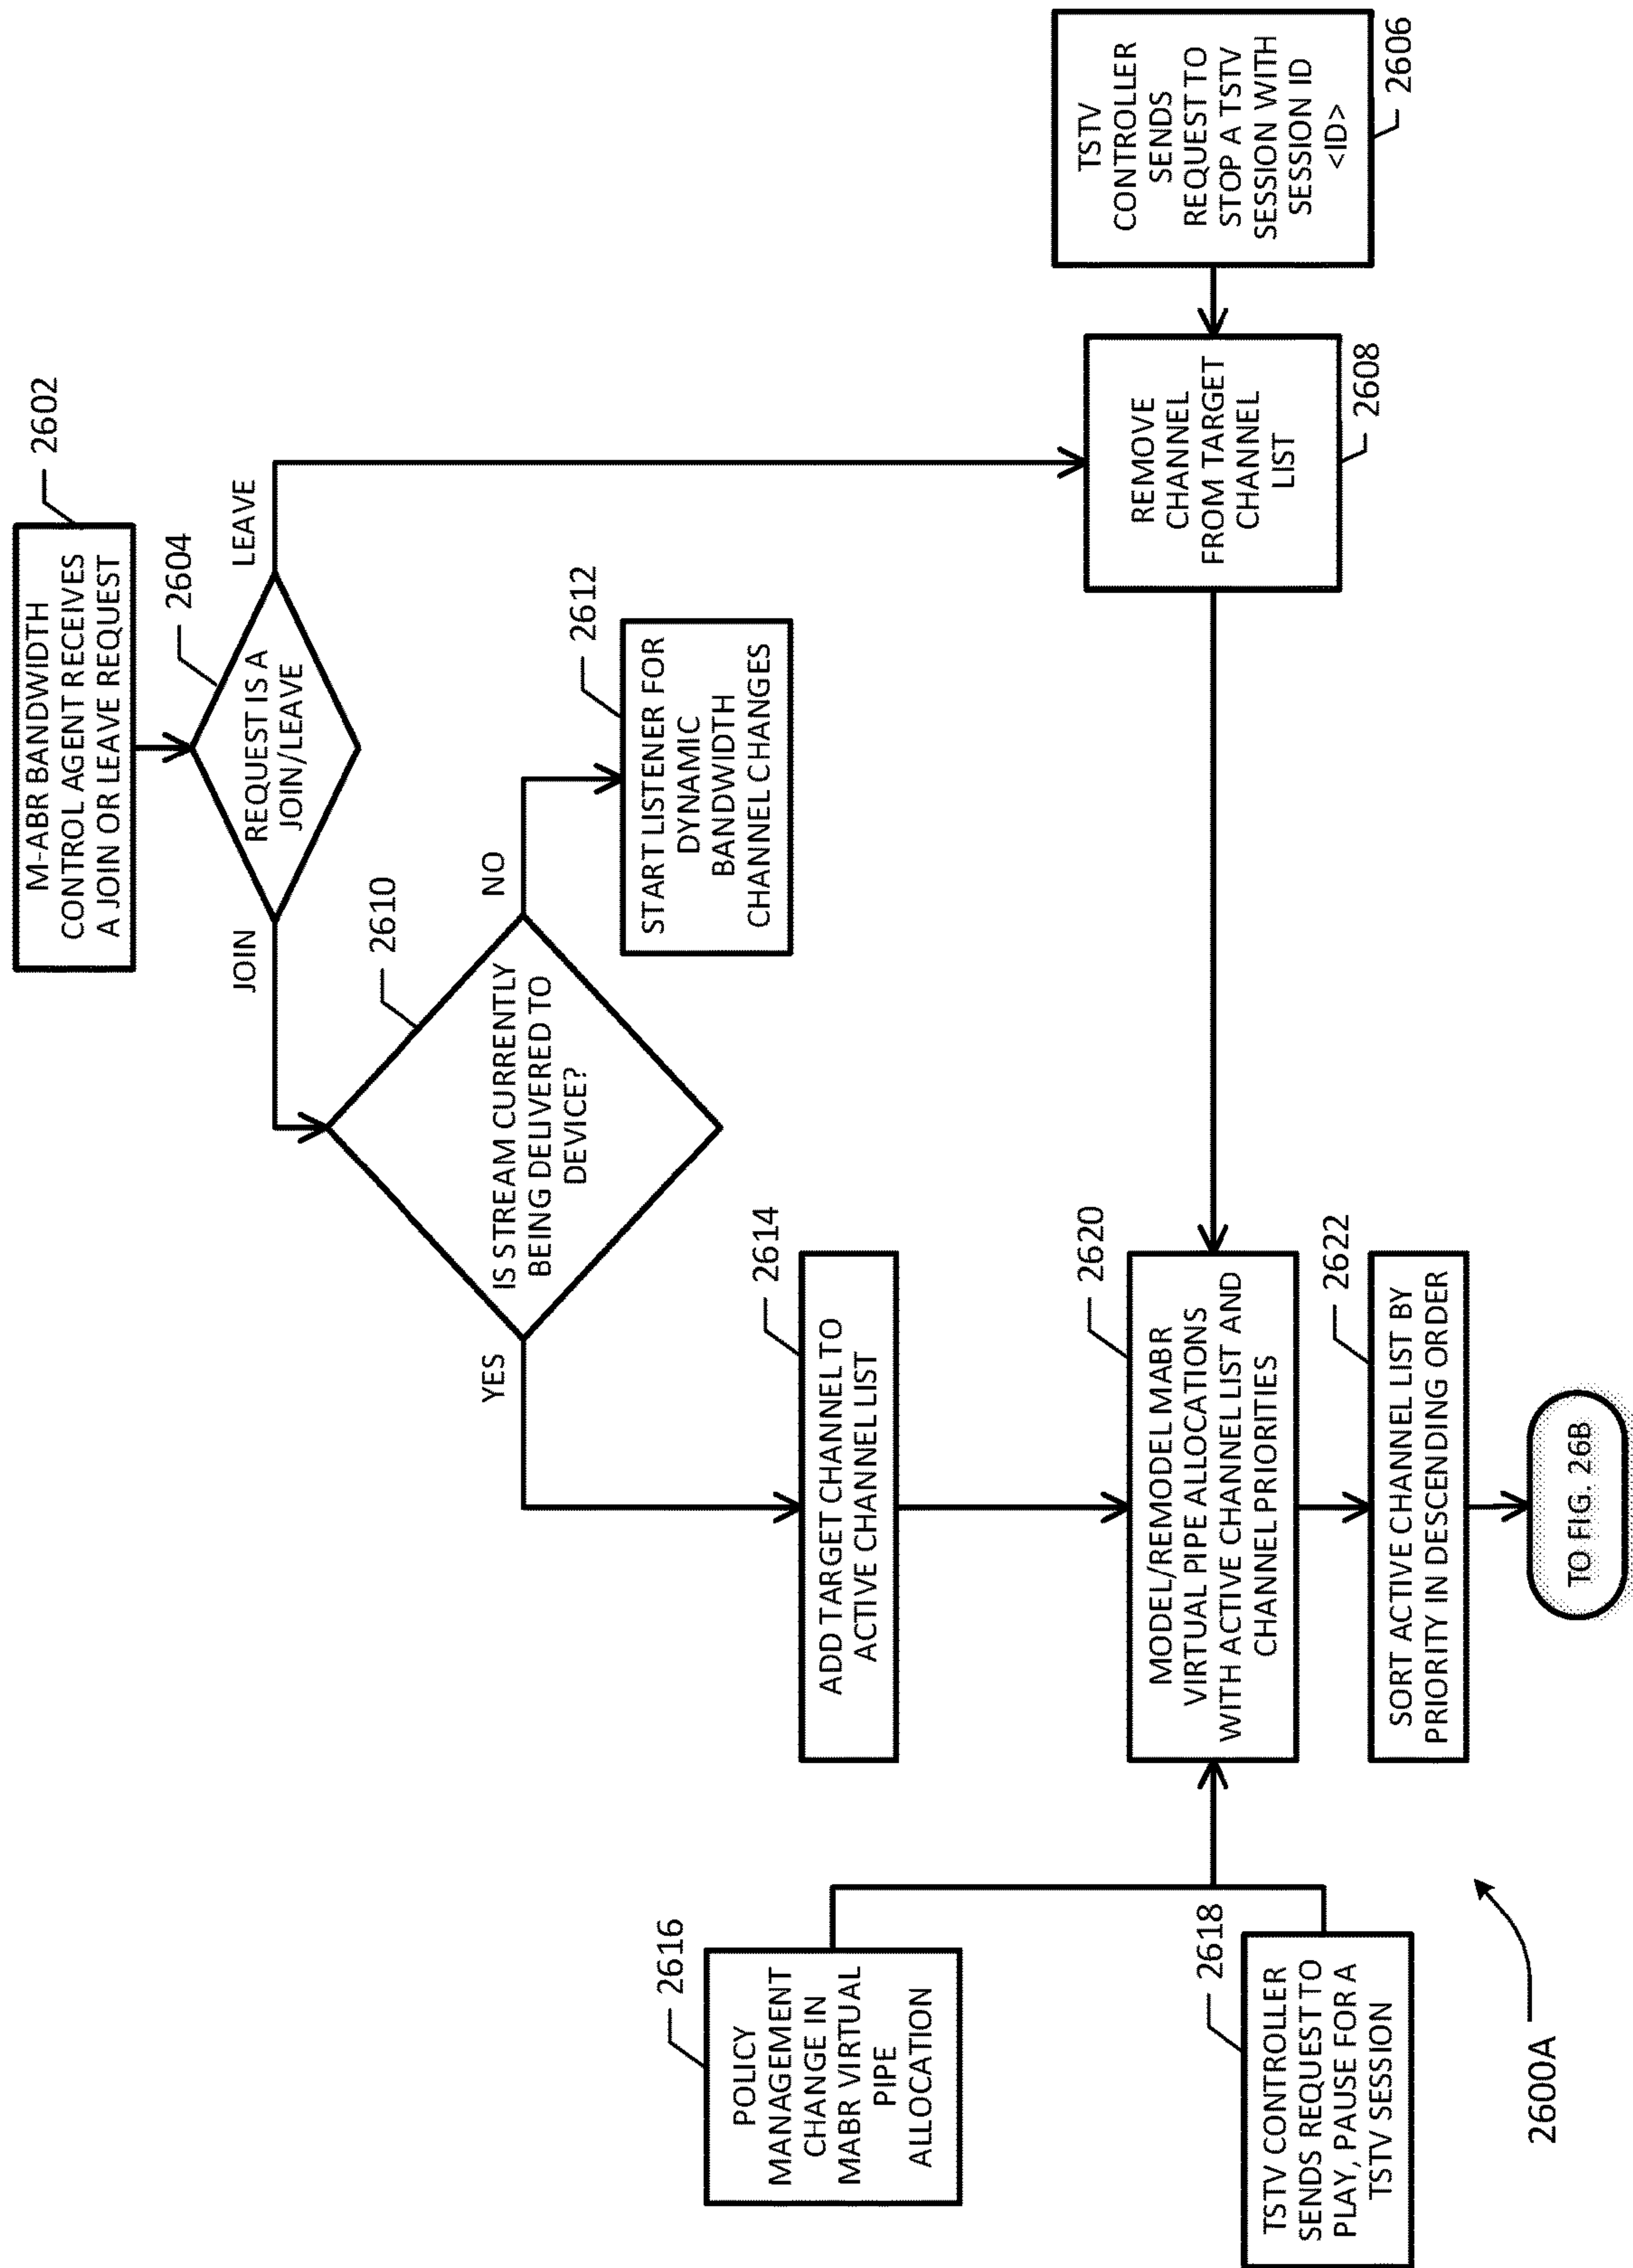 M-ABR BANDWIDTH
CONTROL AGENT RECEIVES
A JOIN OR LEAVE REQUEST
2602
REQUEST IS A
JOIN/LEAVE
2604
JOIN
LEAVE
IS STREAM CURRENTLY
BEING DELIVERED TO
DEVICE?
2610
YES
NO
START LISTENER FOR
DYNAMIC
BANDWIDTH
CHANNEL CHANGES
2612
ADD TARGET CHANNEL TO
ACTIVE CHANNEL LIST
2614
POLICY
MANAGEMENT
CHANGE IN
MABR VIRTUAL
PIPE
ALLOCATION
2616
TSTV CONTROLLER
SENDS REQUEST TO
PLAY, PAUSE FOR A
TSTV SESSION
2618
MODEL/REMODEL MABR
VIRTUAL PIPE ALLOCATIONS
WITH ACTIVE CHANNEL LIST AND
CHANNEL PRIORITIES
2620
REMOVE
CHANNEL
FROM TARGET
CHANNEL
LIST
2608
TSTV
CONTROLLER
SENDS
REQUEST TO
STOP A TSTV
SESSION WITH
SESSION ID
<ID>
2606
SORT ACTIVE CHANNEL LIST BY
PRIORITY IN DESCENDING ORDER
2622
TO FIG. 26B
2600A